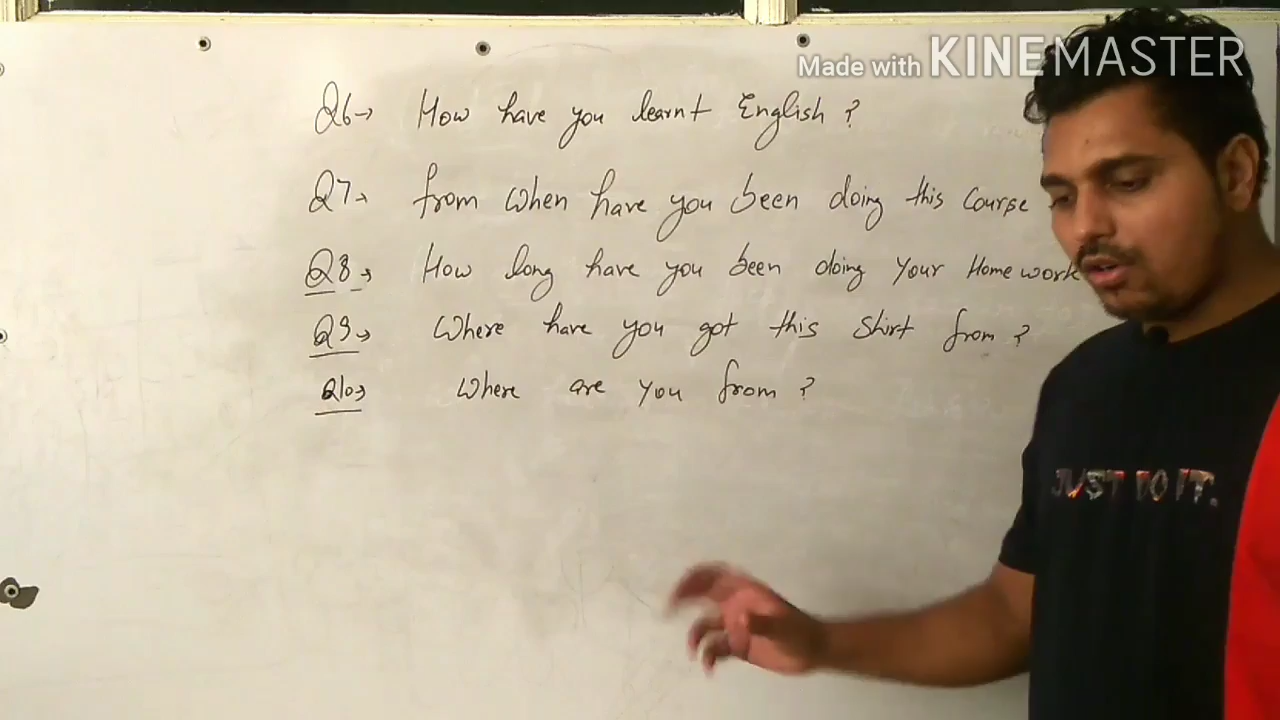 Made with KINEMASTER
Q6→ How have you learnt English ?
Q7→ from when have you been doing this Course
Q8→ How long have you been doing your Home work
Q9→ Where have you got this shirt from ?
Q10→ Where are you from ?
JUST DO IT.